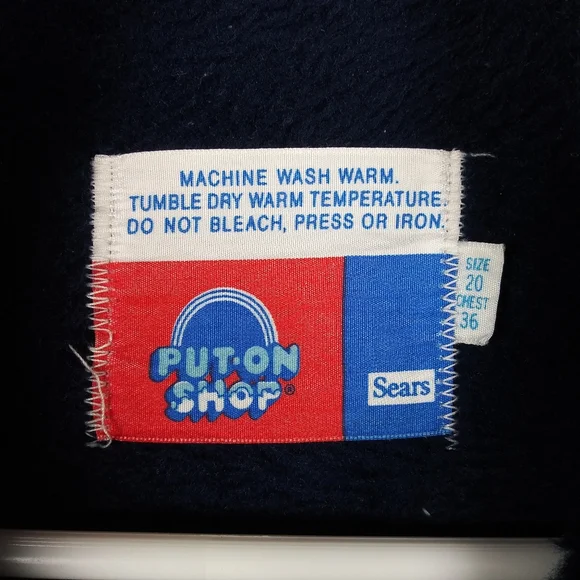 MACHINE WASH WARM.
TUMBLE DRY WARM TEMPERATURE.
DO NOT BLEACH, PRESS OR IRON.
PUT-ON
SHOP®
Sears
SIZE
20
CHEST
36